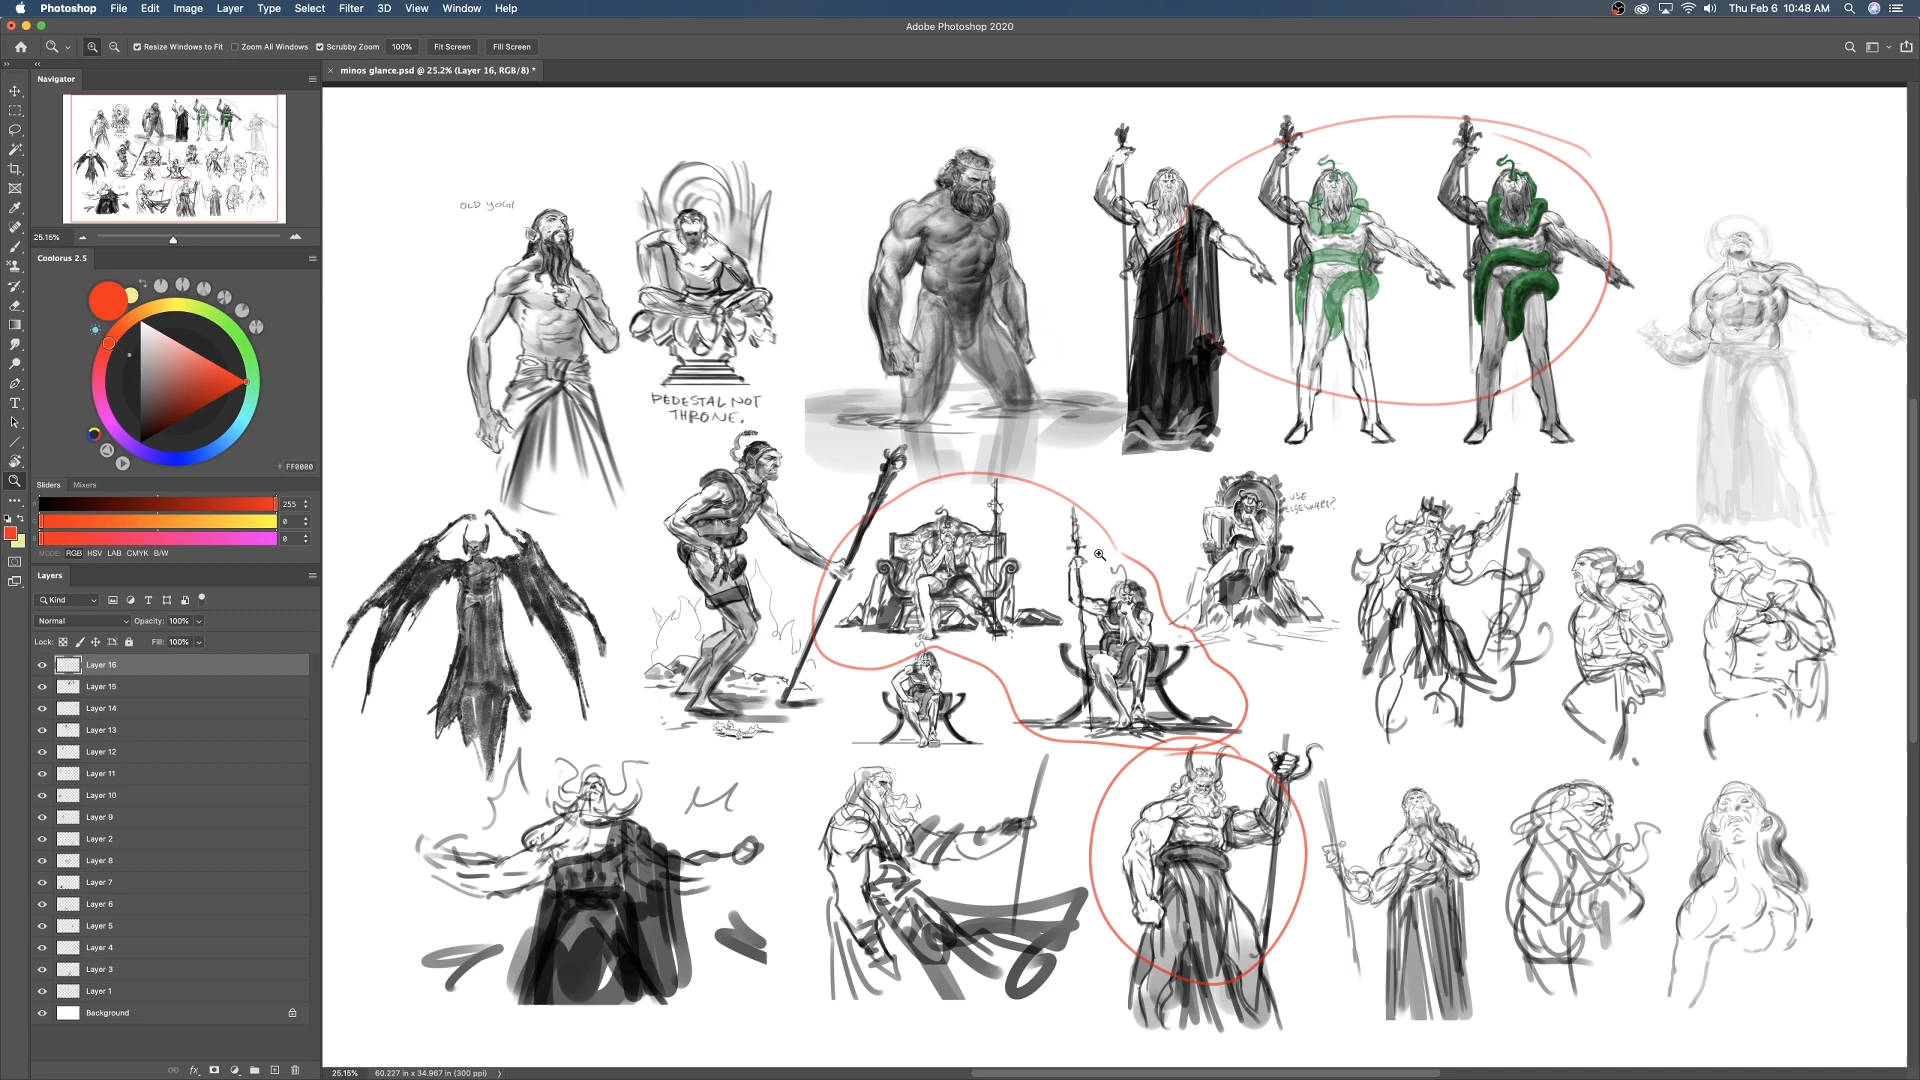 Photoshop File Edit Image Layer Type Select Filter 3D View Window Help
Thu Feb 6 10:48 AM
Adobe Photoshop 2020
Resize Windows to Fit Zoom All Windows Scrubby Zoom 100% Fit Screen Fill Screen
Navigator
minos glance.psd @ 25.2% (Layer 16, RGB/8) *
25.15%
Coolorus 2.5
FF0000
Sliders Mixers
255
0
0
MODE: RGB HSV LAB CMYK B/W
Layers
Kind
Normal Opacity: 100%
Lock: Fill: 100%
Layer 16
Layer 15
Layer 14
Layer 13
Layer 12
Layer 11
Layer 10
Layer 9
Layer 2
Layer 8
Layer 7
Layer 6
Layer 5
Layer 4
Layer 3
Layer 1
Background
OLD YOGI
PEDESTAL NOT
THRONE.
USE
ELSEWHERE?
25.15% 60.227 in x 34.967 in (300 ppi)